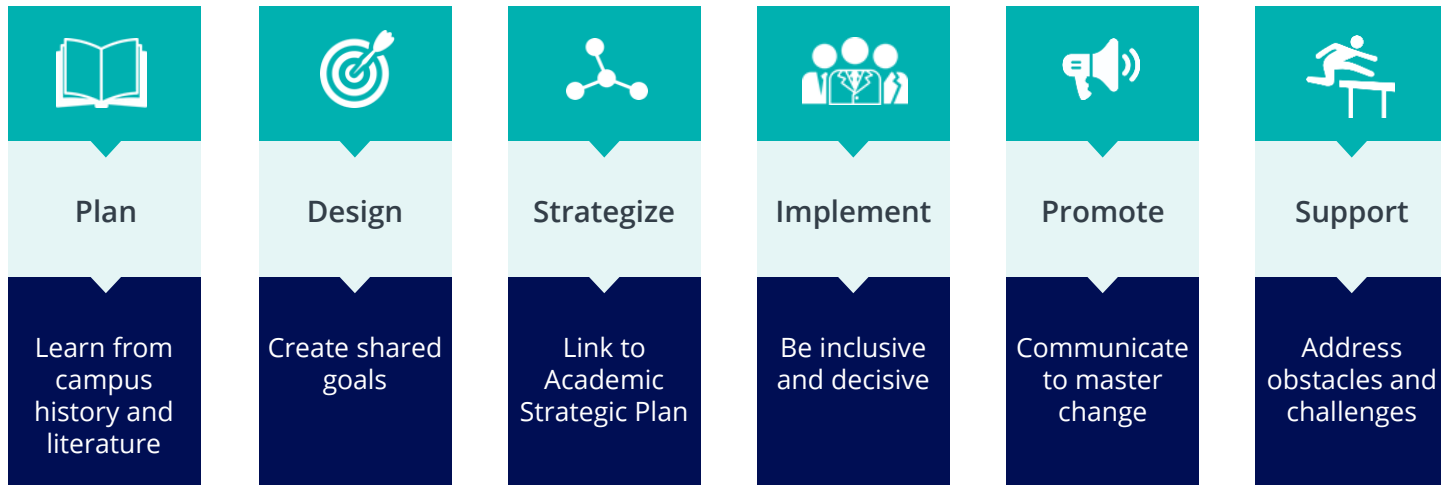 Plan
Design
Strategize
Implement
Promote
Support
Learn from
campus
history and
literature
Create shared
goals
Link to
Academic
Strategic Plan
Be inclusive
and decisive
Communicate
to master
change
Address
obstacles and
challenges